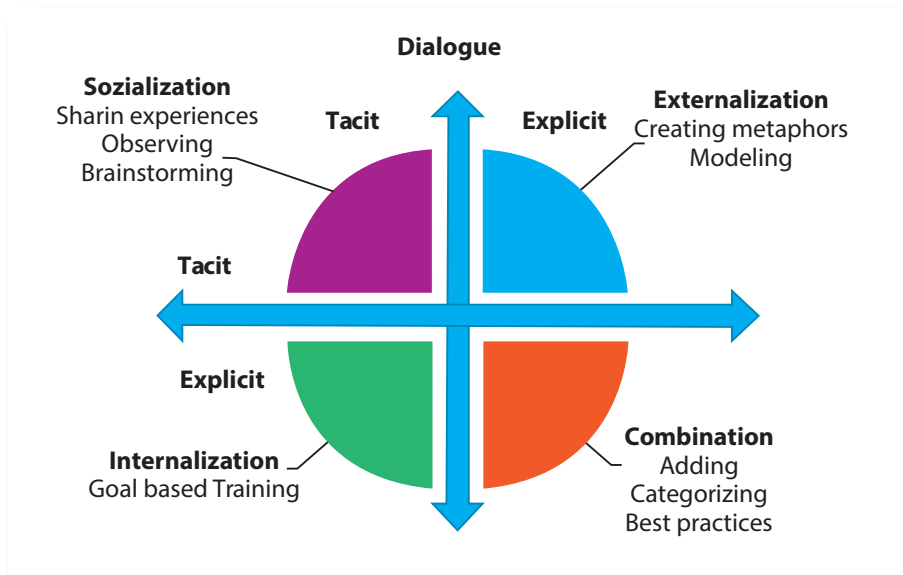 Dialogue
Sozialization
Sharin experiences
Observing
Brainstorming
Tacit
Explicit
Externalization
Creating metaphors
Modeling
Tacit
Explicit
Internalization
Goal based Training
Combination
Adding
Categorizing
Best practices